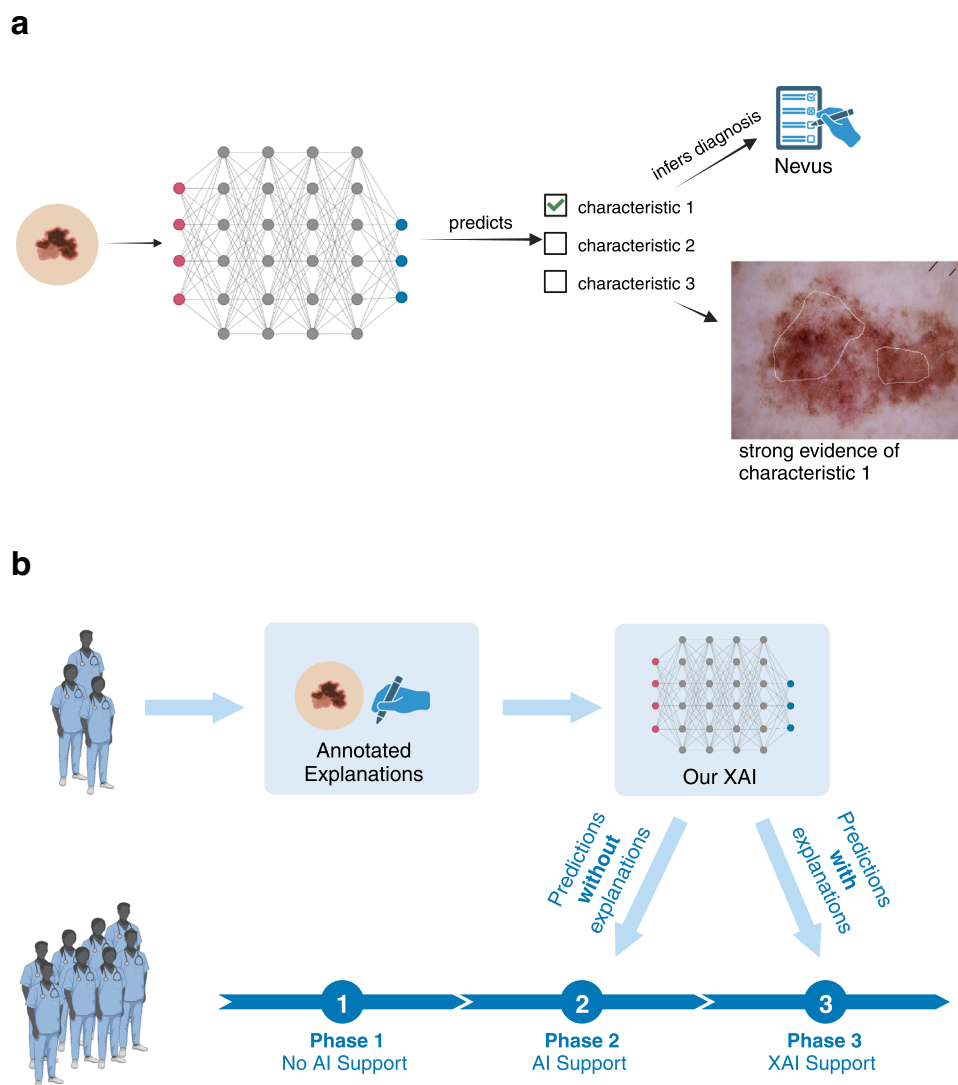 a
infers diagnosis
Nevus
predicts
characteristic 1
characteristic 2
characteristic 3
strong evidence of
characteristic 1
b
Annotated
Explanations
Our XAI
Predictions
without
explanations
Predictions
with
explanations
1
2
3
Phase 1
No AI Support
Phase 2
AI Support
Phase 3
XAI Support